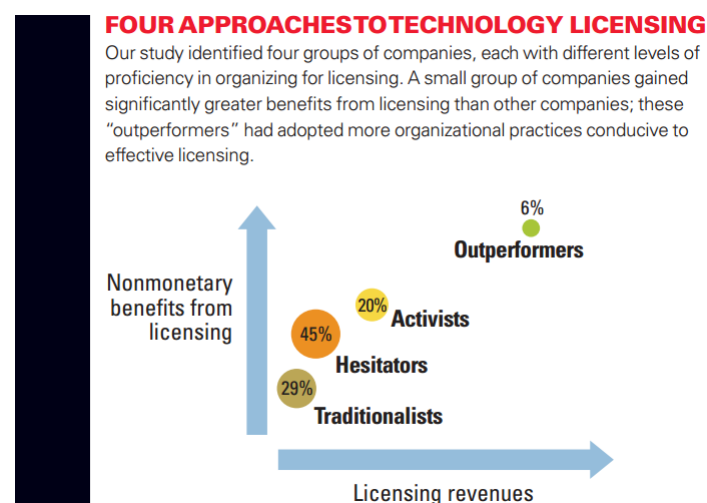 FOUR APPROACHES TO TECHNOLOGY LICENSING
Our study identified four groups of companies, each with different levels of
proficiency in organizing for licensing. A small group of companies gained
significantly greater benefits from licensing than other companies; these
“outperformers” had adopted more organizational practices conducive to
effective licensing.
6%
Outperformers
Nonmonetary
benefits from
licensing
20%
Activists
45%
Hesitators
29%
Traditionalists
Licensing revenues